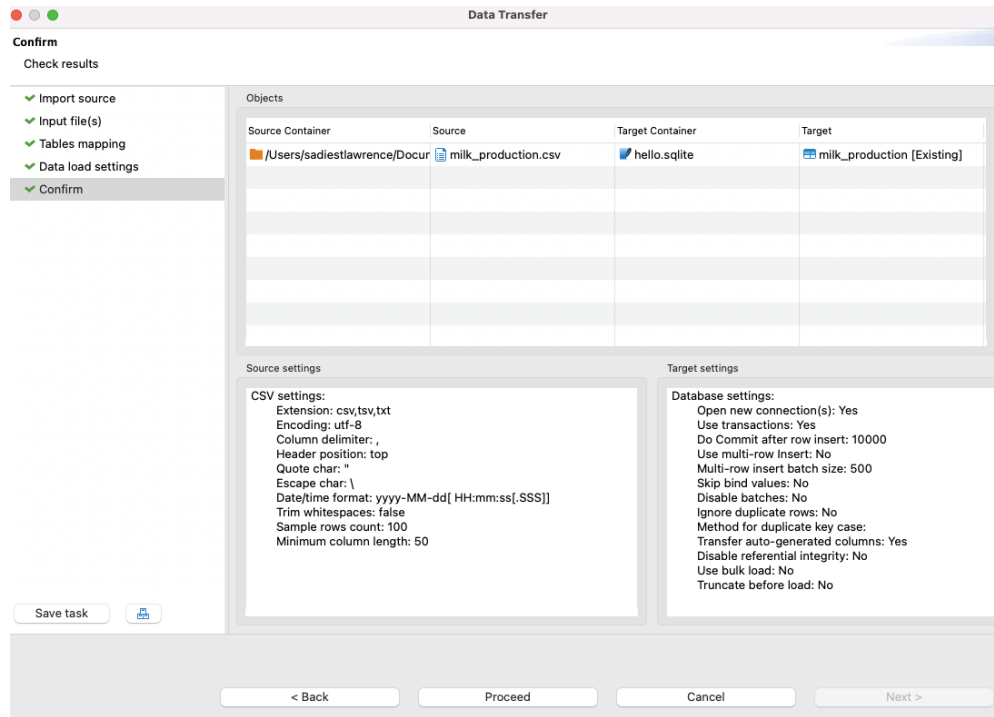 Data Transfer
Confirm
Check results
Import source
Input file(s)
Tables mapping
Data load settings
Confirm
Objects
Source Container Source Target Container Target
/Users/sadiestlawrence/Docur milk_production.csv hello.sqlite milk_production [Existing]
Source settings
CSV settings:
Extension: csv,tsv,txt
Encoding: utf-8
Column delimiter: ,
Header position: top
Quote char: "
Escape char: \
Date/time format: yyyy-MM-dd[ HH:mm:ss[.SSS]]
Trim whitespaces: false
Sample rows count: 100
Minimum column length: 50
Target settings
Database settings:
Open new connection(s): Yes
Use transactions: Yes
Do Commit after row insert: 10000
Use multi-row Insert: No
Multi-row insert batch size: 500
Skip bind values: No
Disable batches: No
Ignore duplicate rows: No
Method for duplicate key case:
Transfer auto-generated columns: Yes
Disable referential integrity: No
Use bulk load: No
Truncate before load: No
Save task
< Back Proceed Cancel Next >